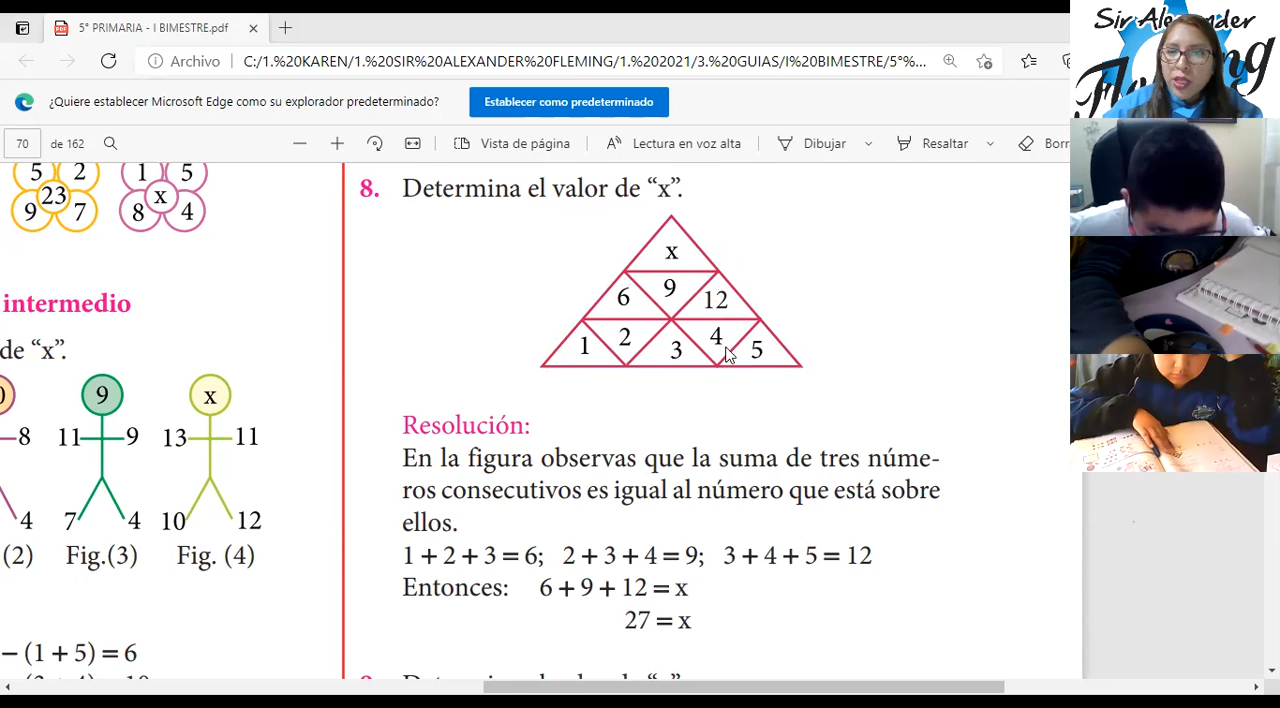 5° PRIMARIA - I BIMESTRE.pdf
Archivo
C:/1.%20KAREN/1.%20SIR%20ALEXANDER%20FLEMING/1.%202021/3.%20GUIAS/I%20BIMESTRE/5°%...
¿Quiere establecer Microsoft Edge como su explorador predeterminado?
Establecer como predeterminado
70 de 162
Vista de página
Lectura en voz alta
Dibujar
Resaltar
Borr
5 2
23
9 7
1 5
x
8 4
intermedio
de “x”.
0
8
4
9
11 9
7 4
x
13 11
10 12
(2) Fig.(3) Fig. (4)
– (1 + 5) = 6
8. Determina el valor de “x”.
x
6 9 12
1 2 3 4 5
Resolución:
En la figura observas que la suma de tres núme-
ros consecutivos es igual al número que está sobre
ellos.
1 + 2 + 3 = 6; 2 + 3 + 4 = 9; 3 + 4 + 5 = 12
Entonces: 6 + 9 + 12 = x
27 = x
Sir Alexander
Fleming